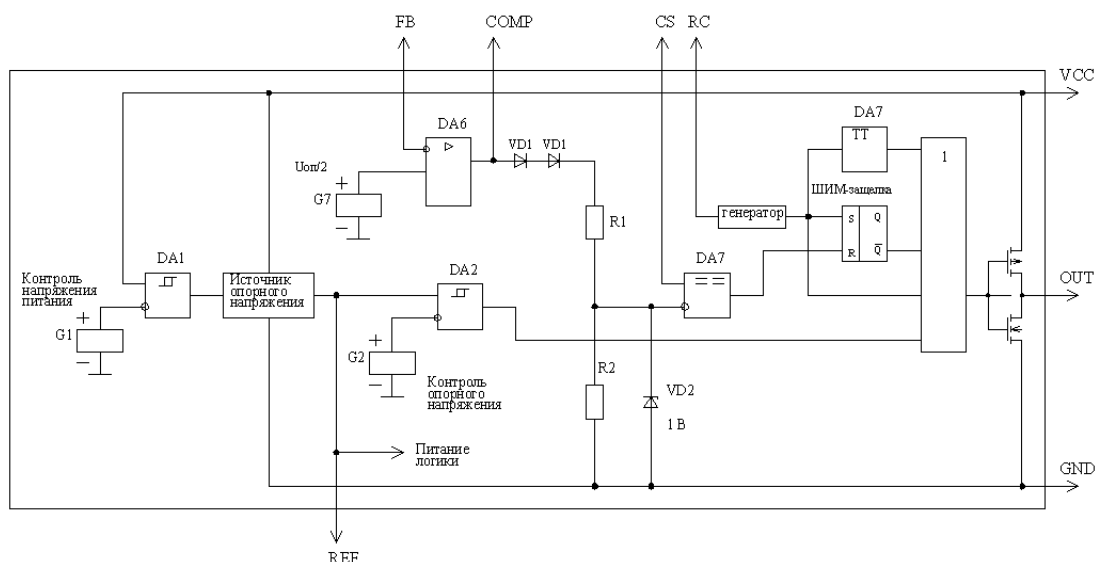 FB
COMP
CS
RC
VCC
DA6
DA7
TT
1
VD1
VD1
Uоп/2
+
G7
−
ШИМ-защелка
генератор
S
Q
R
Q
R1
DA1
DA2
DA7
Контроль
напряжения
питания
Источник
опорного
напряжения
OUT
+
G1
−
+
G2
−
R2
Контроль
опорного
напряжения
VD2
1 В
Питание
логики
GND
REF